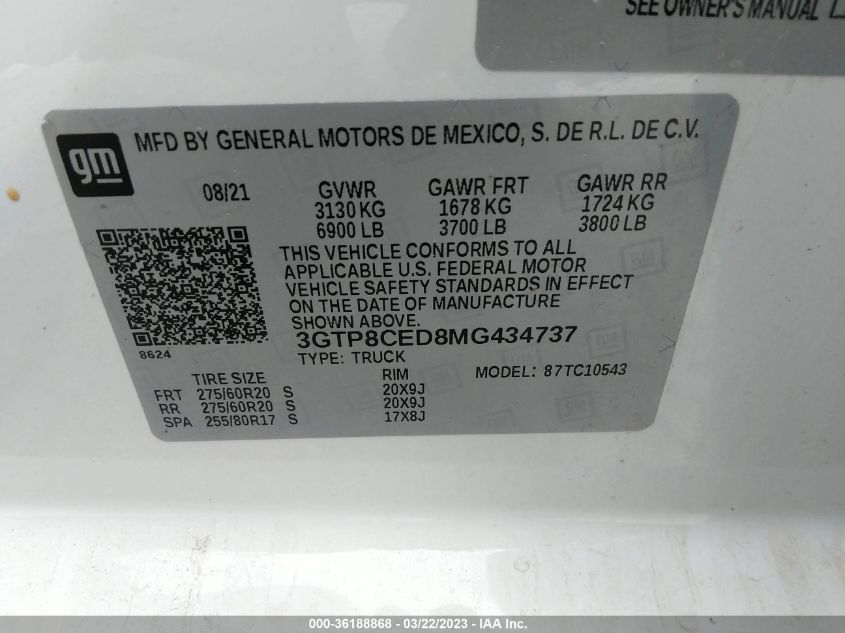 SEE OWNER'S MANUAL
gm
MFD BY GENERAL MOTORS DE MEXICO, S. DE R.L. DE C.V.
08/21 GVWR GAWR FRT GAWR RR
3130 KG 1678 KG 1724 KG
6900 LB 3700 LB 3800 LB
THIS VEHICLE CONFORMS TO ALL
APPLICABLE U.S. FEDERAL MOTOR
VEHICLE SAFETY STANDARDS IN EFFECT
ON THE DATE OF MANUFACTURE
SHOWN ABOVE.
8624
3GTP8CED8MG434737
TYPE: TRUCK
TIRE SIZE RIM MODEL: 87TC10543
FRT 275/60R20 S 20X9J
RR 275/60R20 S 20X9J
SPA 255/80R17 S 17X8J
000-36188868 - 03/22/2023 - IAA Inc.